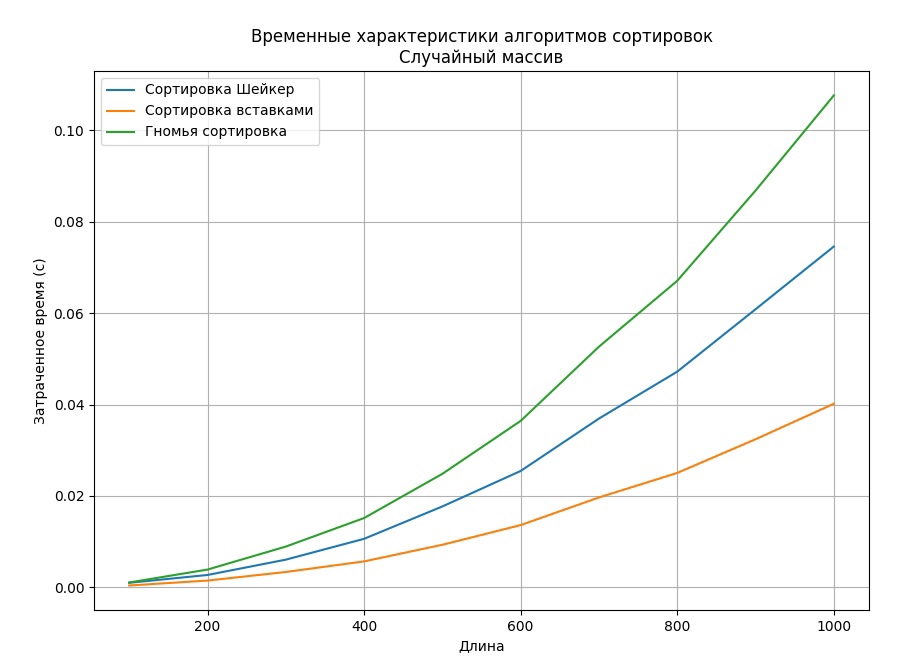 Временные характеристики алгоритмов сортировок
Случайный массив
Сортировка Шейкер
Сортировка вставками
Гномья сортировка
0.10
0.08
0.06
0.04
0.02
0.00
Затраченное время (с)
200
400
600
800
1000
Длина